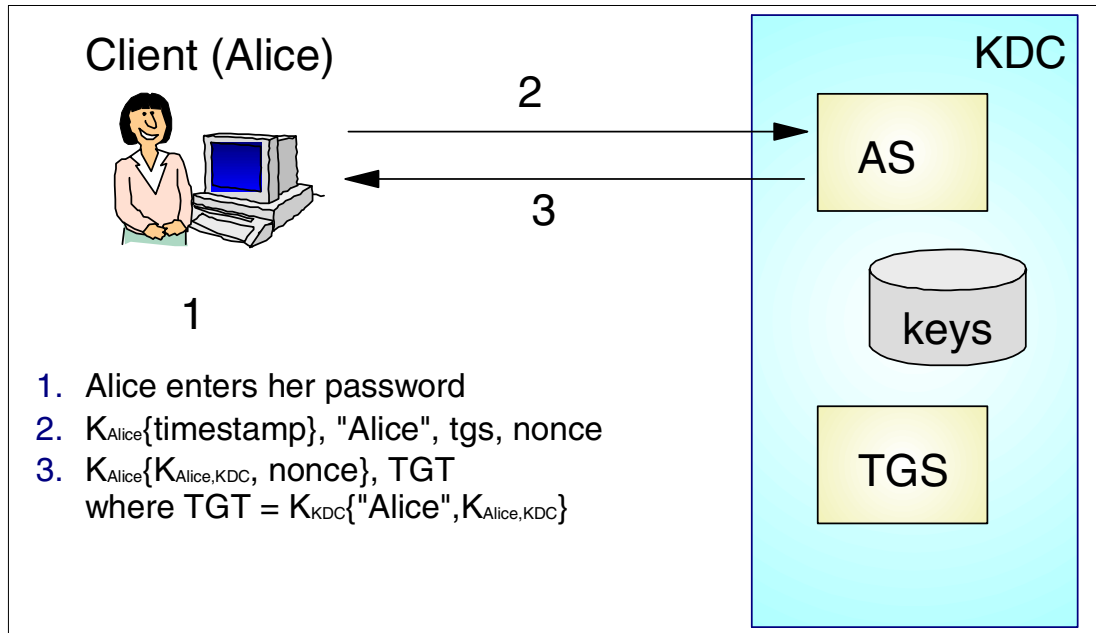 Client (Alice)
KDC
2
AS
3
keys
1
1. Alice enters her password
2. KAlice{timestamp}, "Alice", tgs, nonce
3. KAlice{KAlice,KDC, nonce}, TGT
where TGT = KKDC{"Alice",KAlice,KDC}
TGS